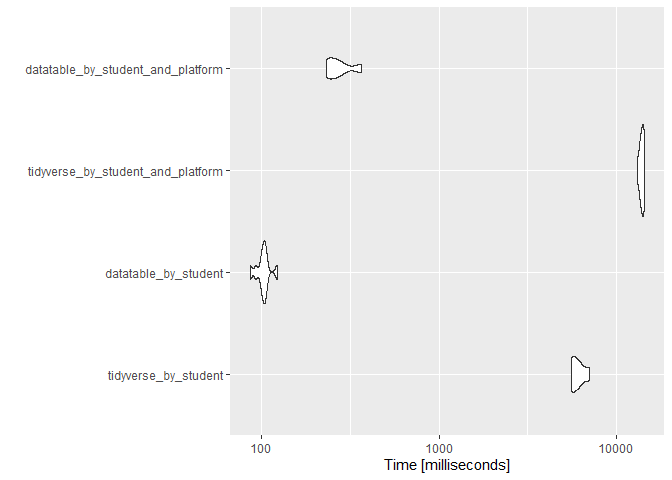 datatable_by_student_and_platform
tidyverse_by_student_and_platform
datatable_by_student
tidyverse_by_student
100 1000 10000
Time [milliseconds]